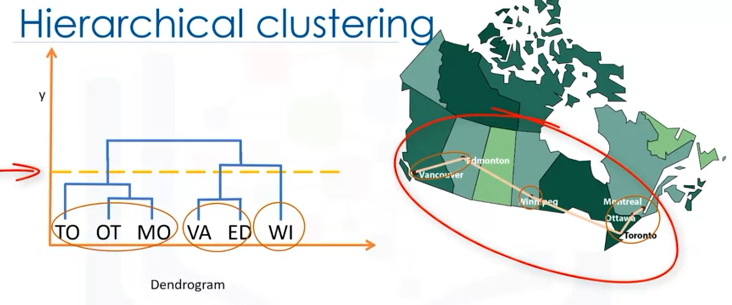 Hierarchical clustering
y
TO OT MO VA ED WI
Dendrogram
Edmonton
Vancouver
Winnipeg
Montreal
Ottawa
Toronto